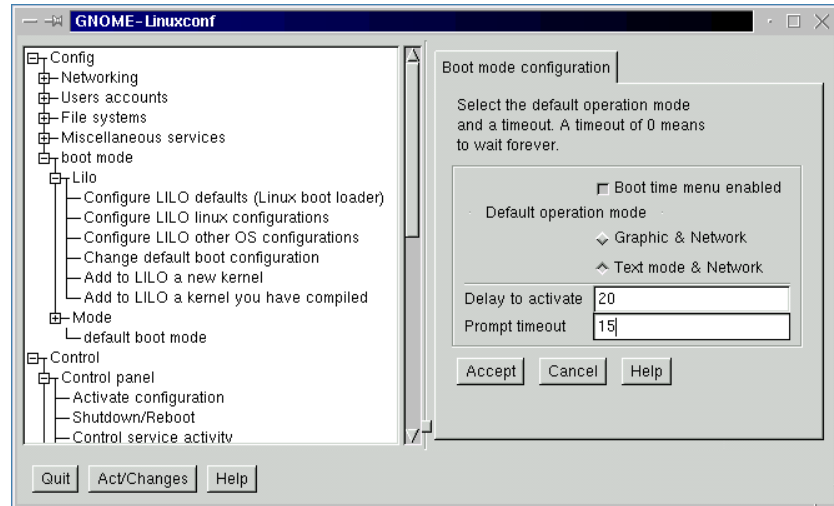 GNOME-Linuxconf
Config
Networking
Users accounts
File systems
Miscellaneous services
boot mode
Lilo
Configure LILO defaults (Linux boot loader)
Configure LILO linux configurations
Configure LILO other OS configurations
Change default boot configuration
Add to LILO a new kernel
Add to LILO a kernel you have compiled
Mode
default boot mode
Control
Control panel
Activate configuration
Shutdown/Reboot
Control service activity
Boot mode configuration
Select the default operation mode
and a timeout. A timeout of 0 means
to wait forever.
Boot time menu enabled
Default operation mode
Graphic & Network
Text mode & Network
Delay to activate 20
Prompt timeout 15
Accept Cancel Help
Quit Act/Changes Help